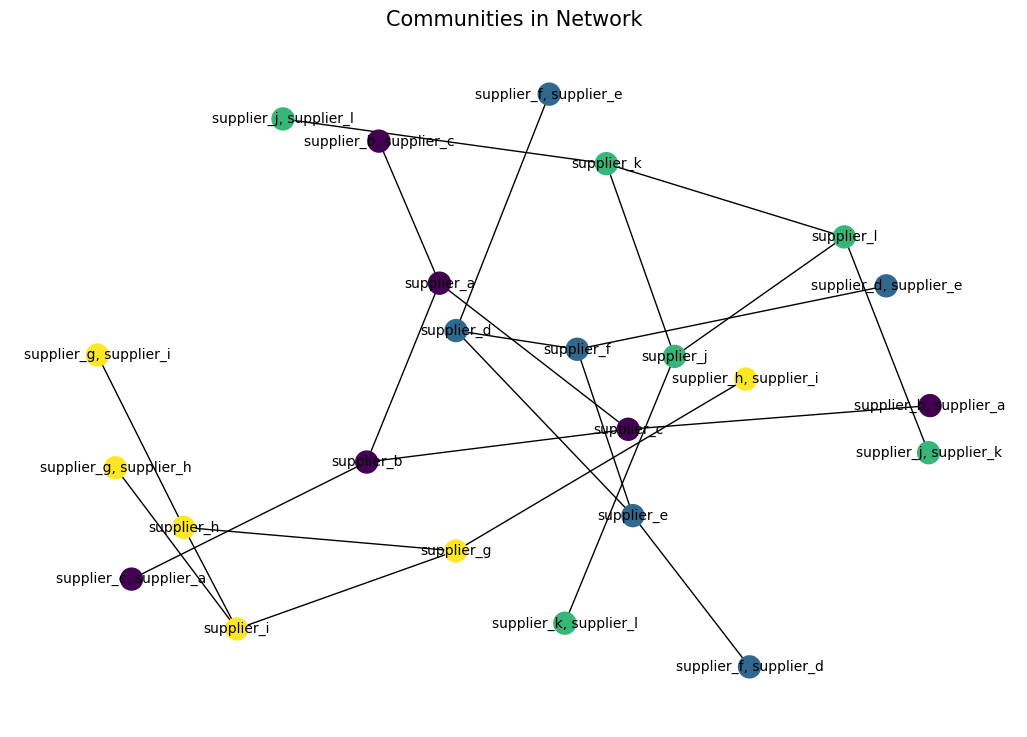 Communities in Network
supplier_f, supplier_e
supplier_j, supplier_l
supplier_b, supplier_c
supplier_k
supplier_l
supplier_a
supplier_d, supplier_e
supplier_d
supplier_f
supplier_g, supplier_i
supplier_j
supplier_h, supplier_i
supplier_b, supplier_a
supplier_c
supplier_j, supplier_k
supplier_b
supplier_g, supplier_h
supplier_e
supplier_h
supplier_g
supplier_c, supplier_a
supplier_k, supplier_l
supplier_i
supplier_f, supplier_d